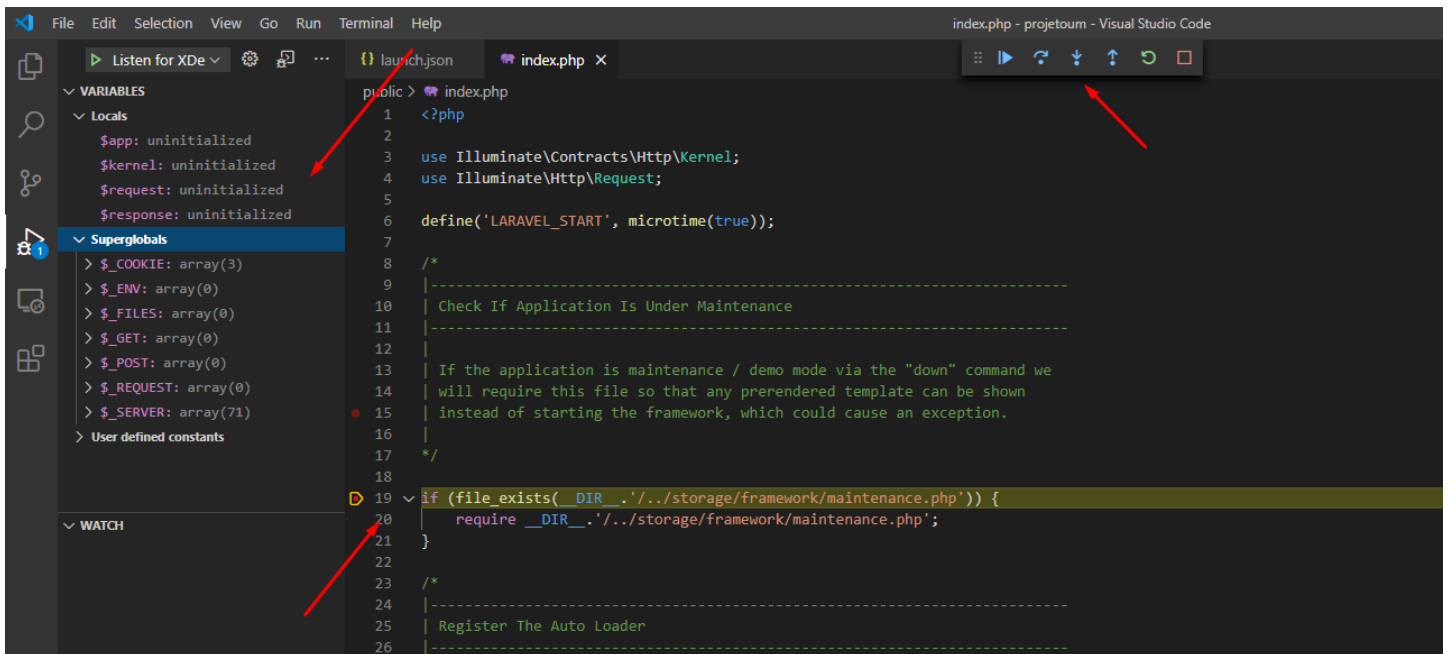 File Edit Selection View Go Run Terminal Help
index.php - projetoum - Visual Studio Code
Listen for XDe
{} launch.json
index.php
VARIABLES
Locals
$app: uninitialized
$kernel: uninitialized
$request: uninitialized
$response: uninitialized
Superglobals
$_COOKIE: array(3)
$_ENV: array(0)
$_FILES: array(0)
$_GET: array(0)
$_POST: array(0)
$_REQUEST: array(0)
$_SERVER: array(71)
User defined constants
WATCH
1
public > index.php
1 <?php
2
3 use Illuminate\Contracts\Http\Kernel;
4 use Illuminate\Http\Request;
5
6 define('LARAVEL_START', microtime(true));
7
8 /*
9 |--------------------------------------------------------------------------
10 | Check If Application Is Under Maintenance
11 |--------------------------------------------------------------------------
12 |
13 | If the application is maintenance / demo mode via the "down" command we
14 | will require this file so that any prerendered template can be shown
15 | instead of starting the framework, which could cause an exception.
16 |
17 */
18
19 if (file_exists(__DIR__.'/../storage/framework/maintenance.php')) {
20 require __DIR__.'/../storage/framework/maintenance.php';
21 }
22
23 /*
24 |--------------------------------------------------------------------------
25 | Register The Auto Loader
26 |--------------------------------------------------------------------------